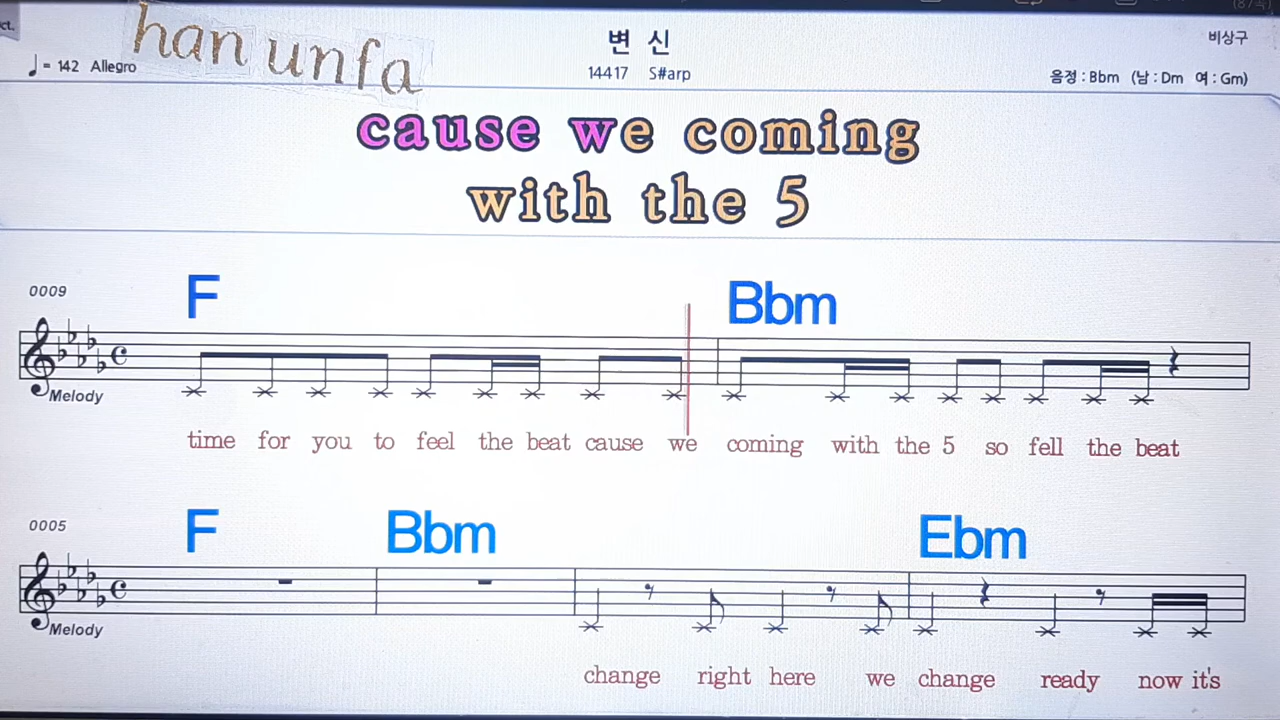 ct.
han unfa
변 신
비상구
♩= 142 Allegro
14417 S#arp
음정 : Bbm (남 : Dm 여 : Gm)
cause we coming
with the 5
0009
F Bbm
Melody
time for you to feel the beat cause we coming with the 5 so fell the beat
0005
F Bbm Ebm
Melody
change right here we change ready now it's